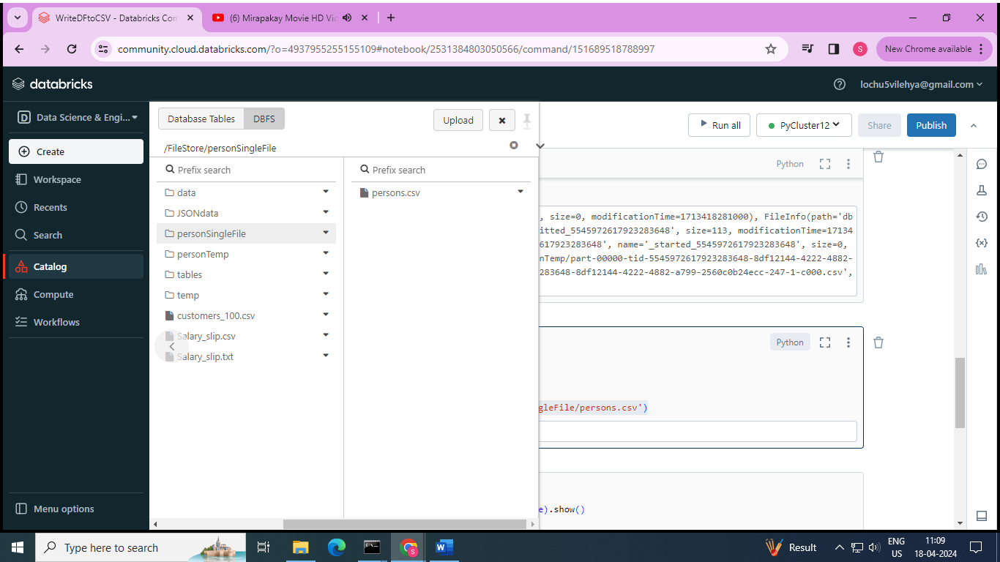 WriteDFtoCSV - Databricks Com
(6) Mirapakay Movie HD Vid
community.cloud.databricks.com/?o=4937955255155109#notebook/2531384803050566/command/151689518788997
S
New Chrome available
databricks
lochu5vilehya@gmail.com
D
Data Science & Engi...
Create
Workspace
Recents
Search
Catalog
Compute
Workflows
Menu options
Database Tables
DBFS
Upload
/FileStore/personSingleFile
Prefix search
data
JSONdata
personSingleFile
personTemp
tables
temp
customers_100.csv
Salary_slip.csv
Salary_slip.txt
Prefix search
persons.csv
Run all
PyCluster12
Share
Publish
Python
, size=0, modificationTime=1713418281000), FileInfo(path='db
itted_5545972617923283648', size=113, modificationTime=17134
617923283648', name='_started_5545972617923283648', size=0,
nTemp/part-00000-tid-5545972617923283648-8df12144-4222-4882-
283648-8df12144-4222-4882-a799-2560c0b24ecc-247-1-c000.csv',
Python
gleFile/persons.csv')
e).show()
Type here to search
Result
ENG
US
11:09
18-04-2024